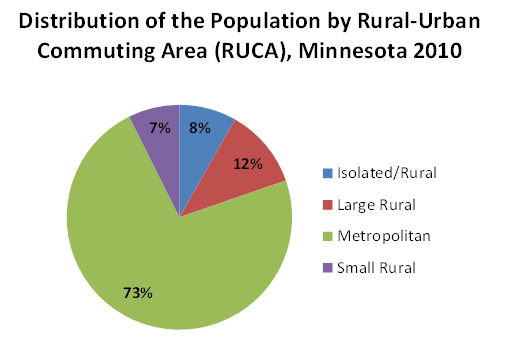 Distribution of the Population by Rural-Urban
Commuting Area (RUCA), Minnesota 2010
7%
8%
12%
73%
Isolated/Rural
Large Rural
Metropolitan
Small Rural